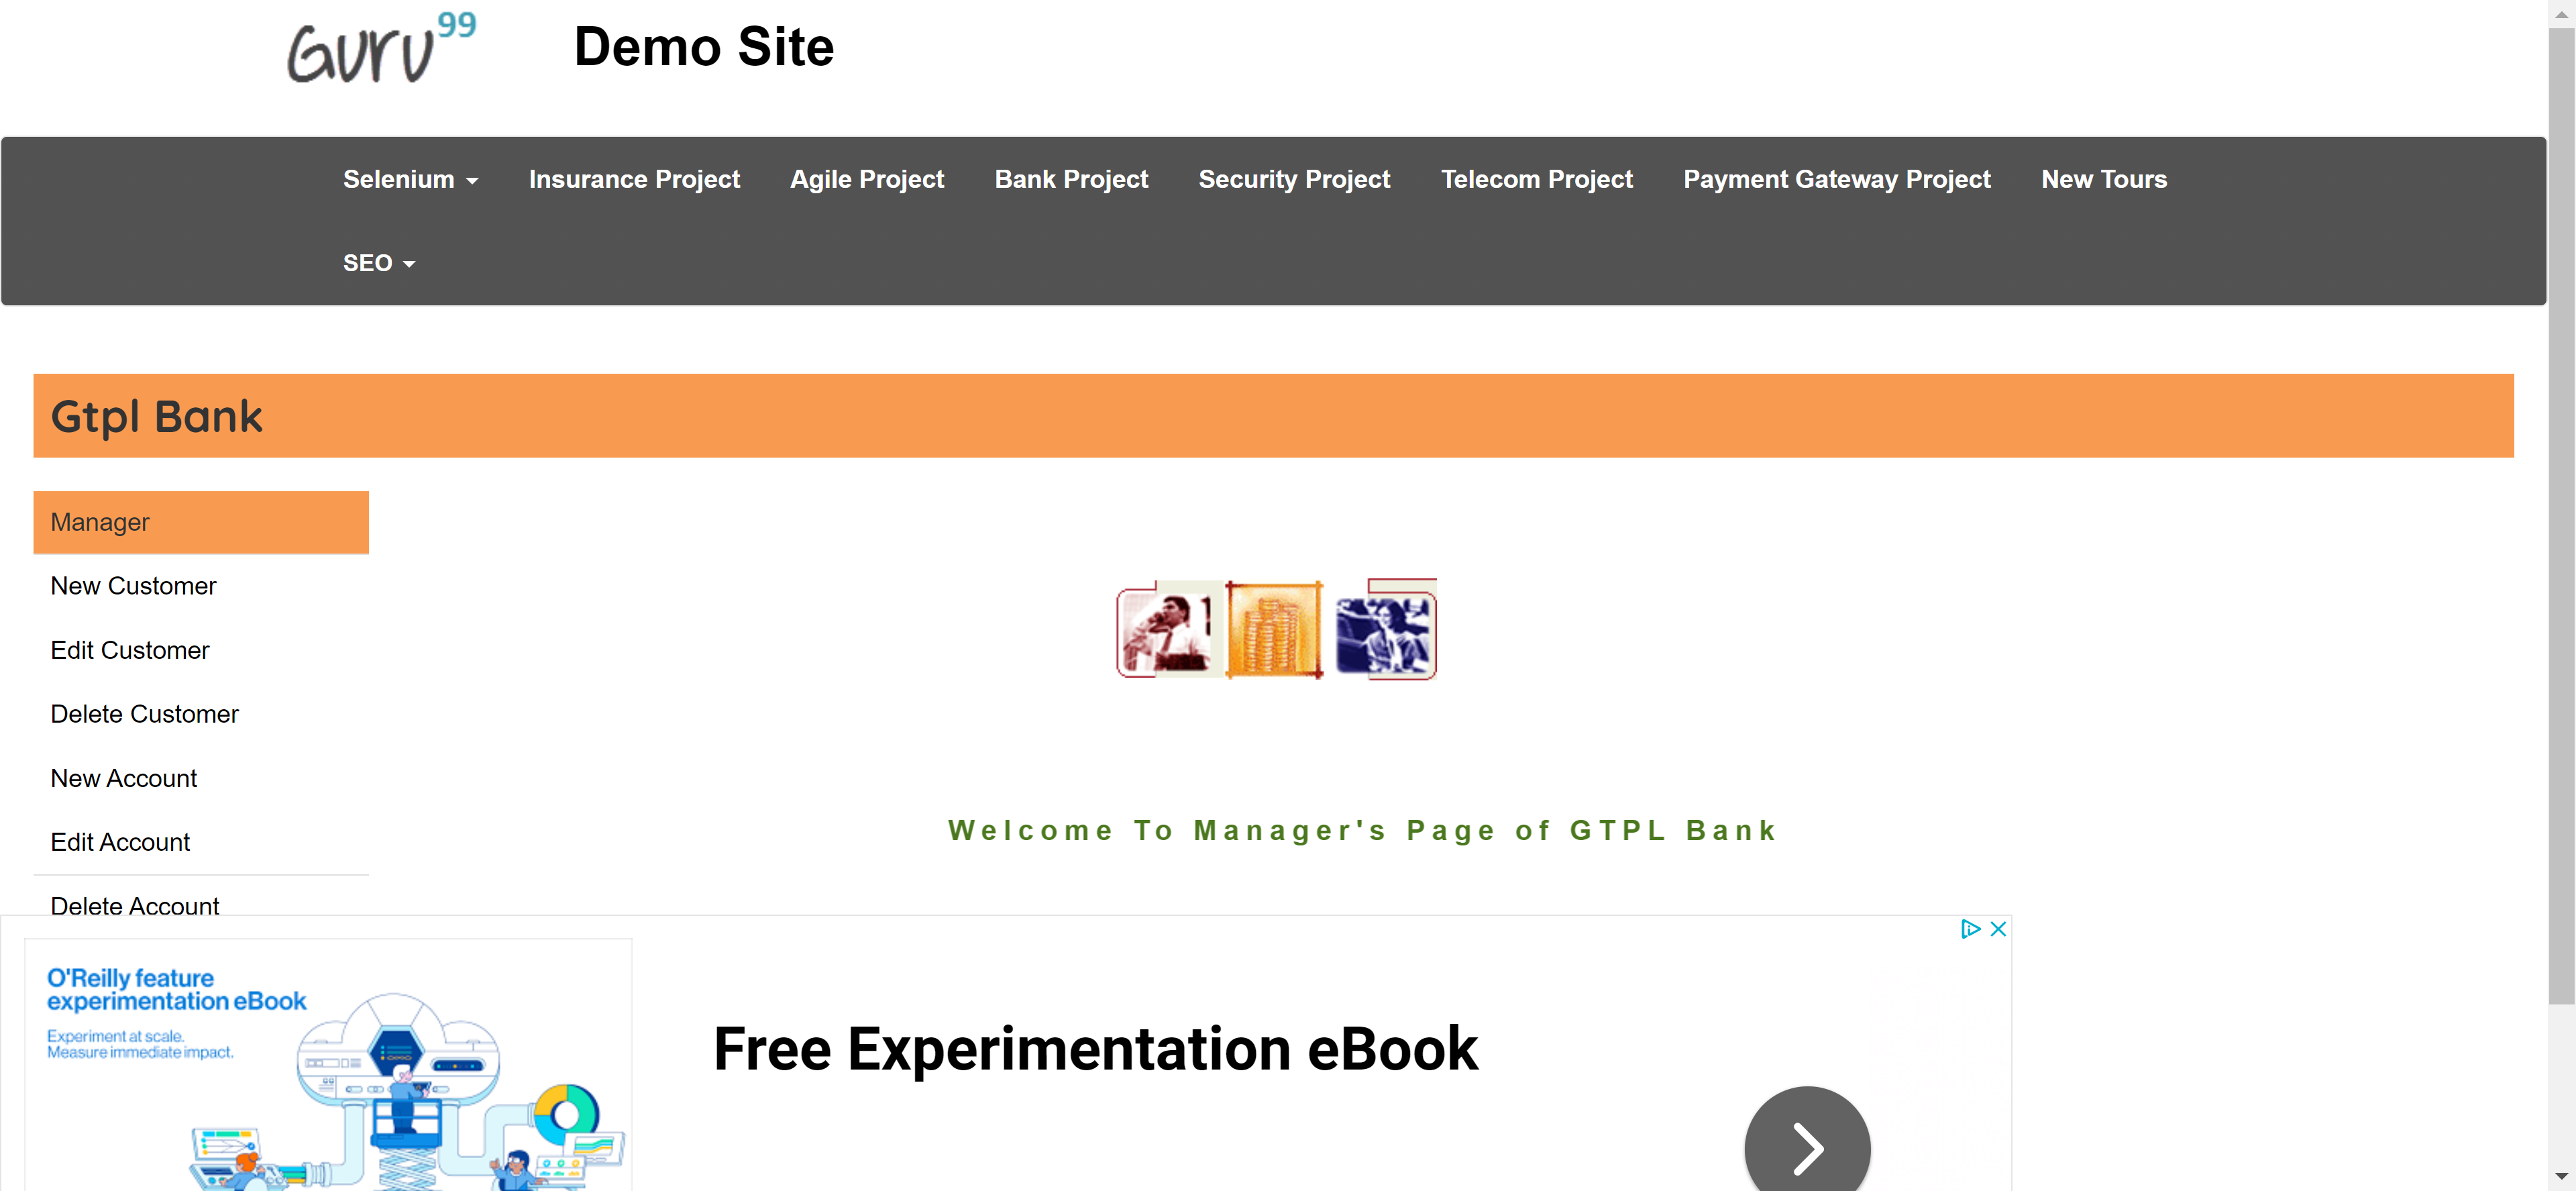 Guru99
Demo Site
Selenium
Insurance Project
Agile Project
Bank Project
Security Project
Telecom Project
Payment Gateway Project
New Tours
SEO
Gtpl Bank
Manager
New Customer
Edit Customer
Delete Customer
New Account
Edit Account
Delete Account
Welcome To Manager's Page of GTPL Bank
O'Reilly feature
experimentation eBook
Experiment at scale.
Measure immediate impact.
Free Experimentation eBook